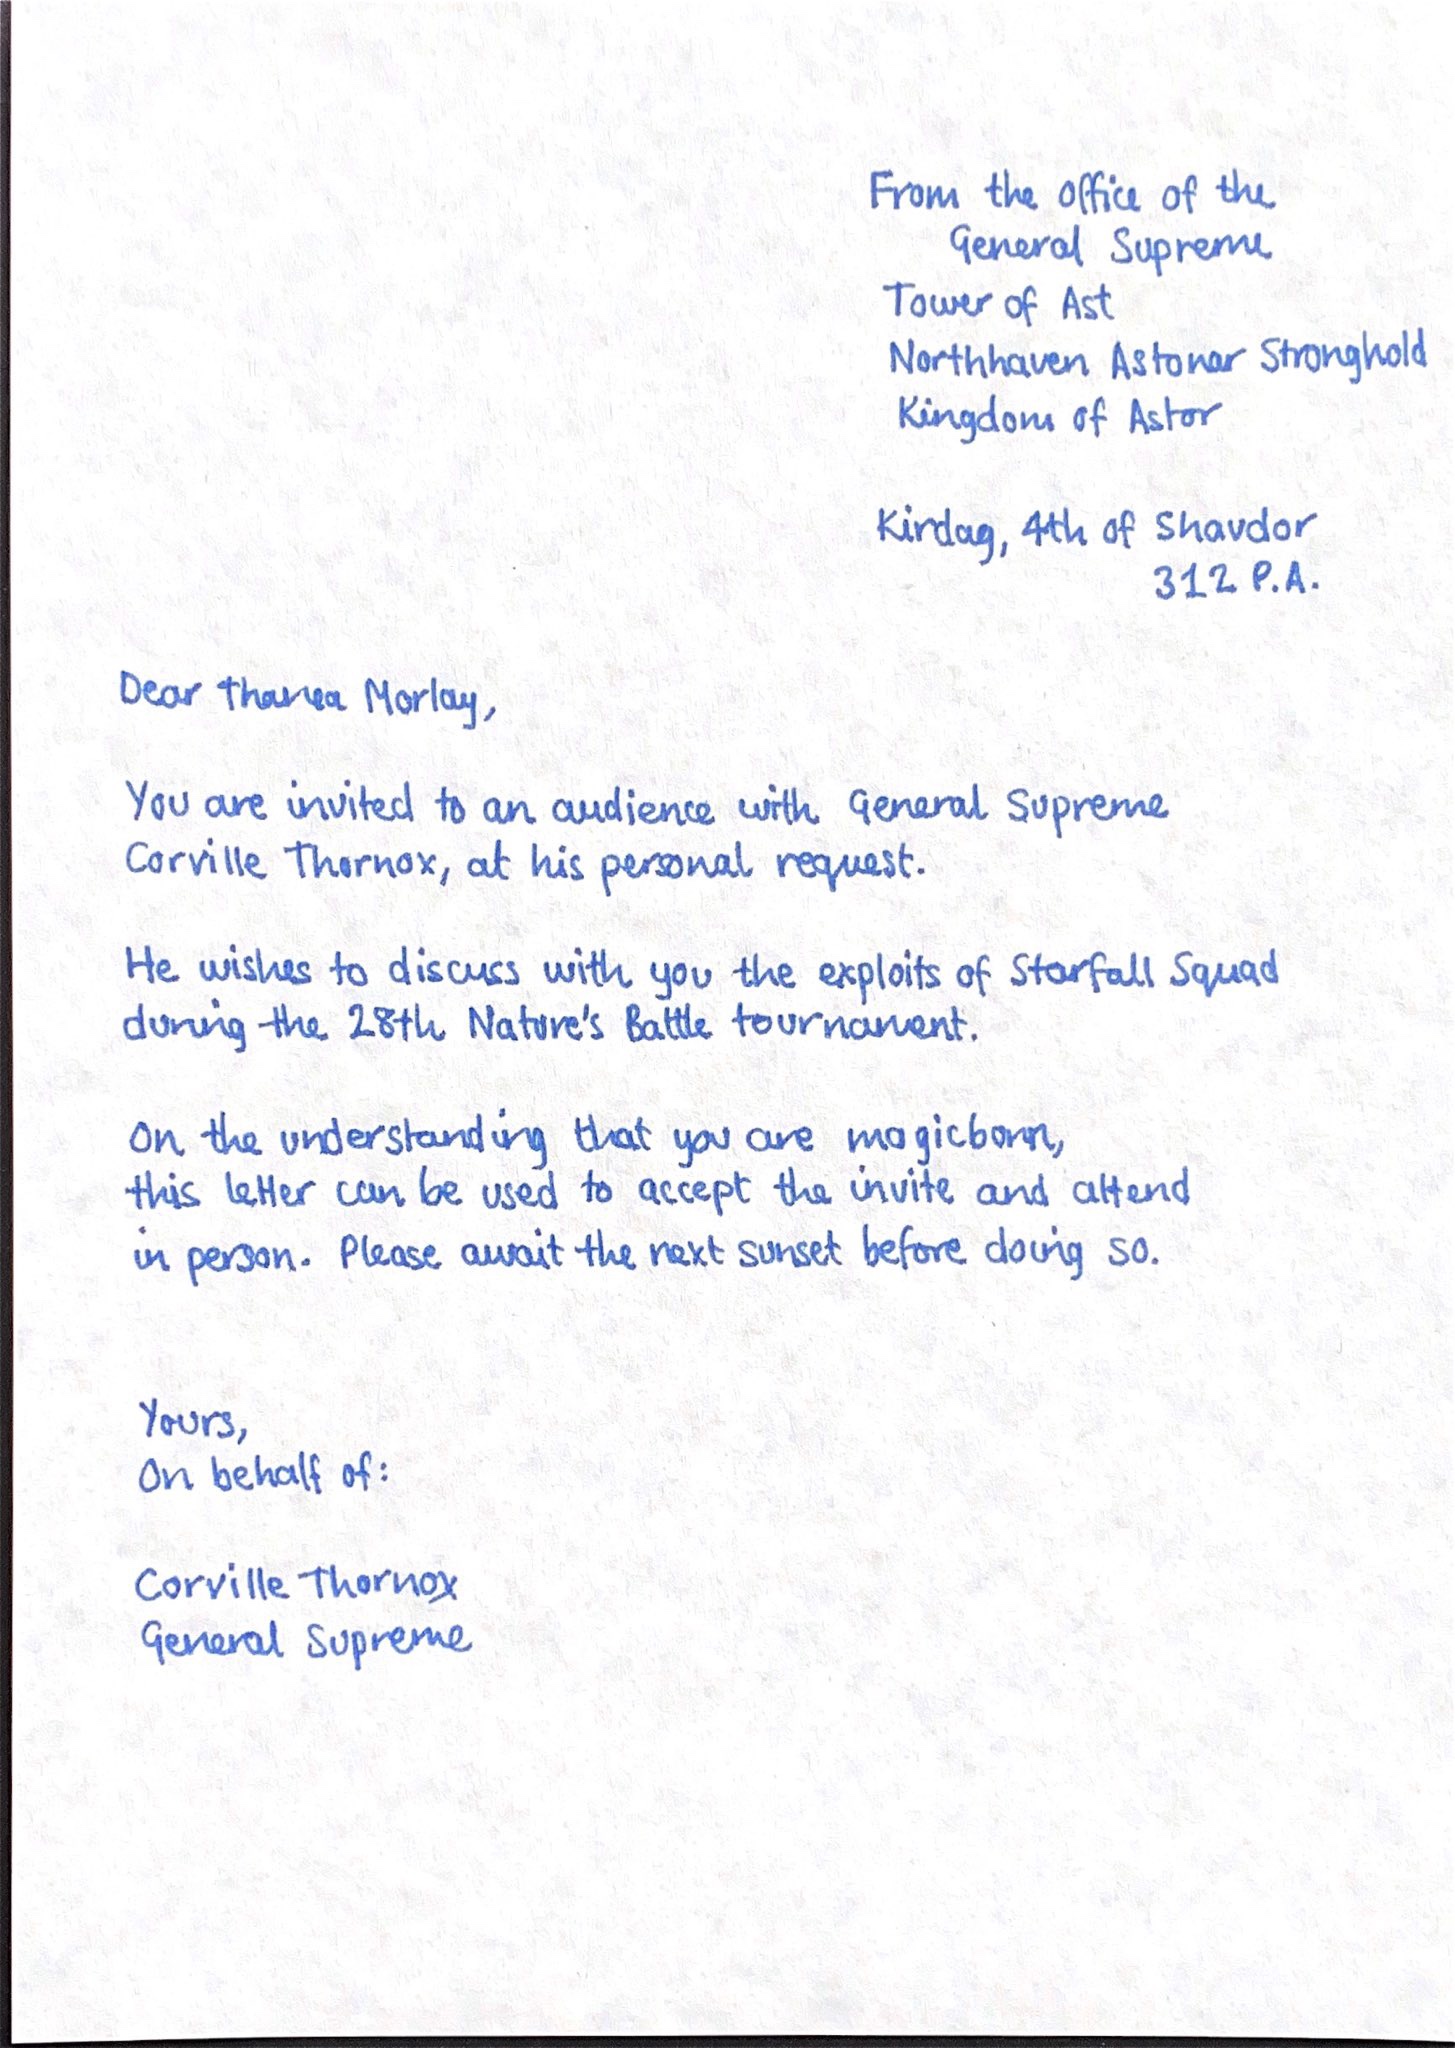 From the office of the
General Supreme
Tower of Ast
Northhaven Astonar Stronghold
Kingdom of Astor
Kirdag, 4th of Shavdor
312 P.A.
Dear Thanea Morlay,
You are invited to an audience with General Supreme
Corville Thornox, at his personal request.
He wishes to discuss with you the exploits of Starfall Squad
during the 28th Nature's Battle tournament.
On the understanding that you are magicborn,
this letter can be used to accept the invite and attend
in person. Please await the next sunset before doing so.
Yours,
On behalf of:
Corville Thornox
General Supreme